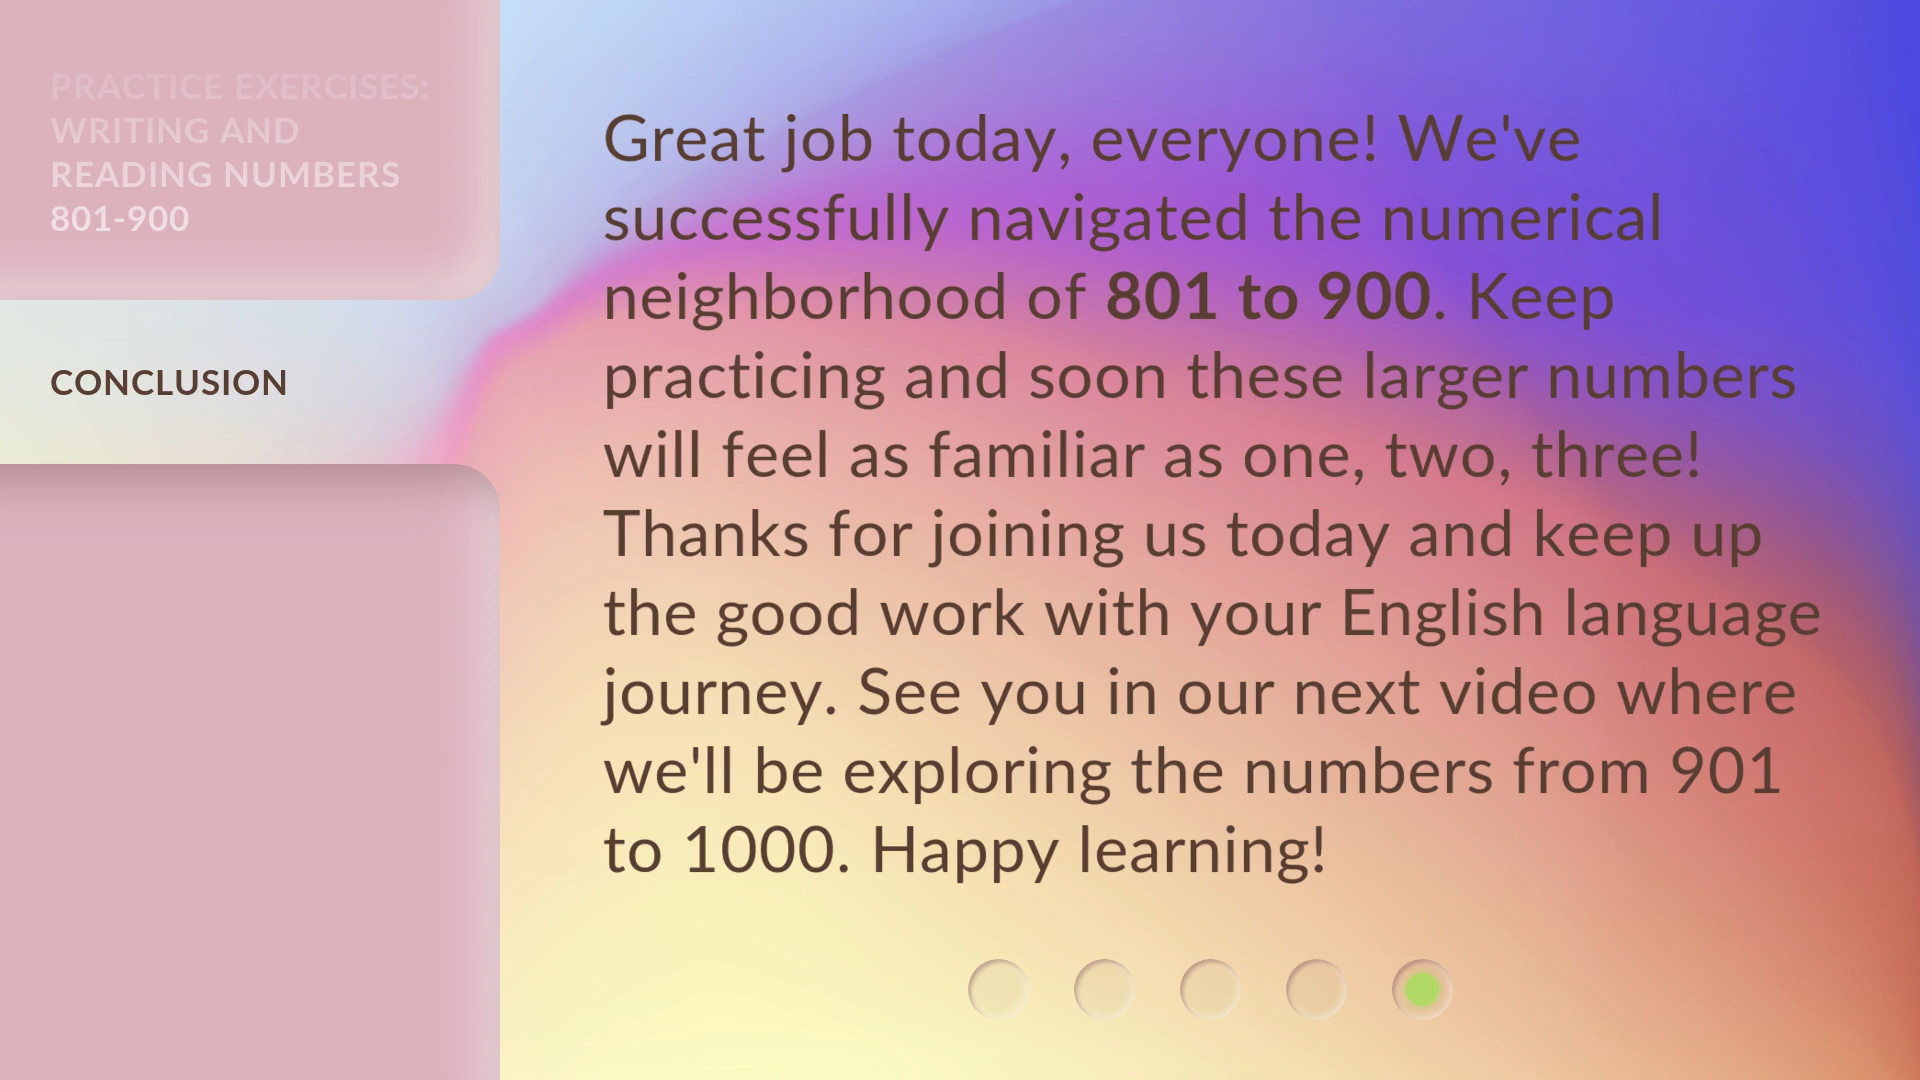 PRACTICE EXERCISES:
WRITING AND
READING NUMBERS
801-900
CONCLUSION
Great job today, everyone! We've
successfully navigated the numerical
neighborhood of 801 to 900. Keep
practicing and soon these larger numbers
will feel as familiar as one, two, three!
Thanks for joining us today and keep up
the good work with your English language
journey. See you in our next video where
we'll be exploring the numbers from 901
to 1000. Happy learning!